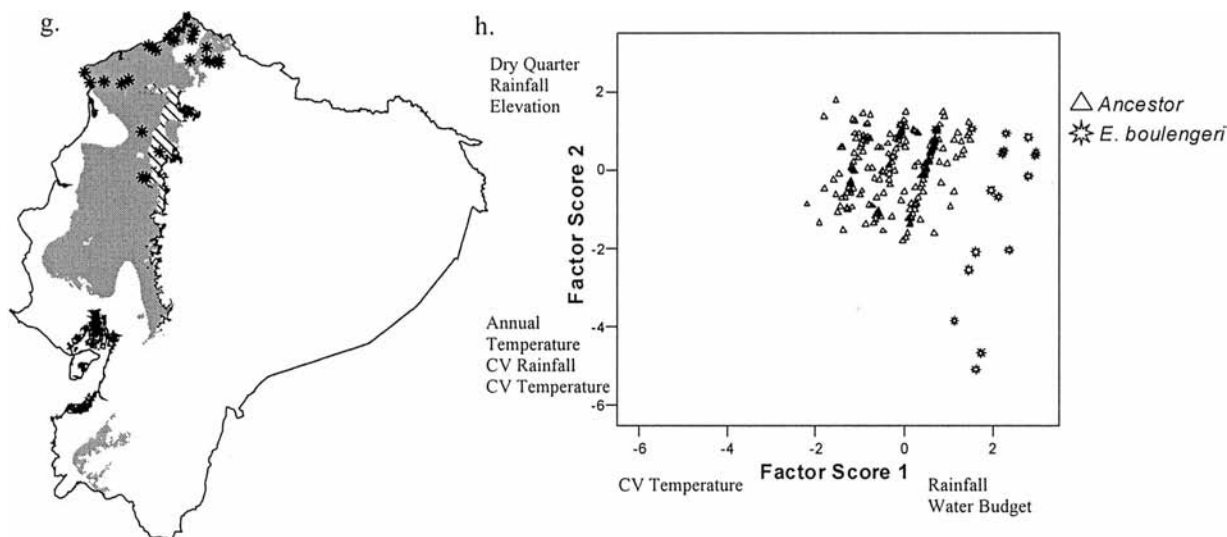 g.
h.
Dry Quarter
Rainfall
Elevation
Annual
Temperature
CV Rainfall
CV Temperature
Factor Score 2
2
0
-2
-4
-6
-6
-4
-2
0
2
Factor Score 1
CV Temperature
Rainfall
Water Budget
Ancestor
E. boulengeri